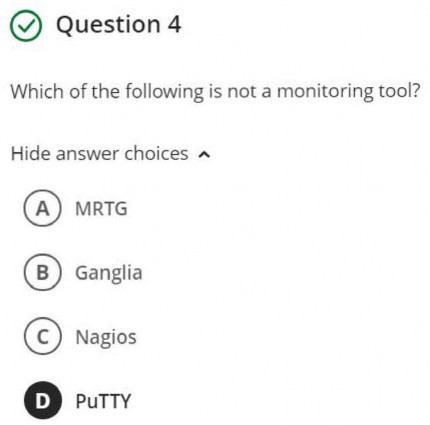 Question 4
Which of the following is not a monitoring tool?
Hide answer choices
A MRTG
B Ganglia
C Nagios
D PuTTY